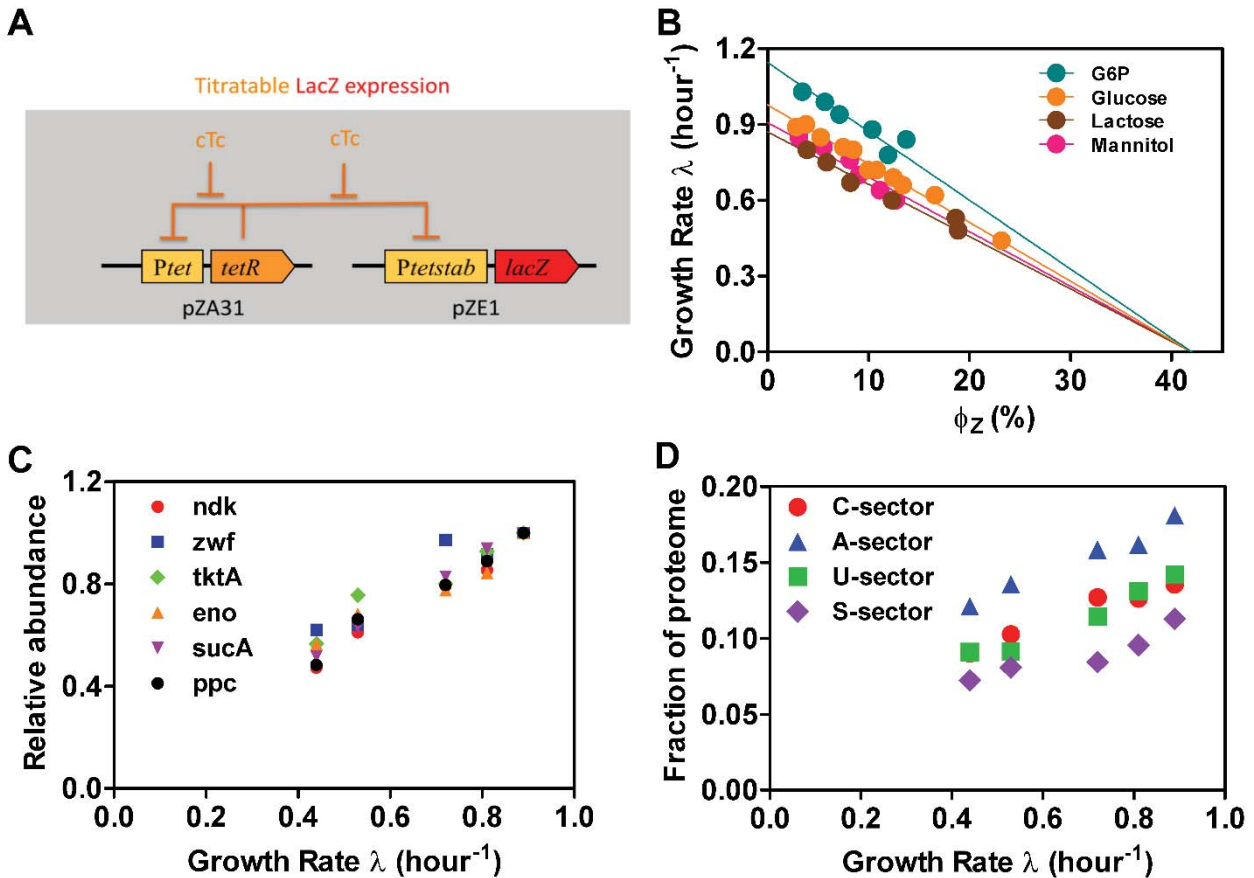 A
Titratable LacZ expression
cTc cTc
Ptet tetR Ptetstab lacZ
pZA31 pZE1
B
Growth Rate λ (hour-1)
1.2
0.9
0.6
0.3
0.0
0 10 20 30 40
ϕZ (%)
G6P
Glucose
Lactose
Mannitol
C
Relative abundance
1.2
0.8
0.4
0.0
0.0 0.2 0.4 0.6 0.8 1.0
Growth Rate λ (hour-1)
ndk
zwf
tktA
eno
sucA
ppc
D
Fraction of proteome
0.20
0.15
0.10
0.05
0.00
0.0 0.2 0.4 0.6 0.8 1.0
Growth Rate λ (hour-1)
C-sector
A-sector
U-sector
S-sector